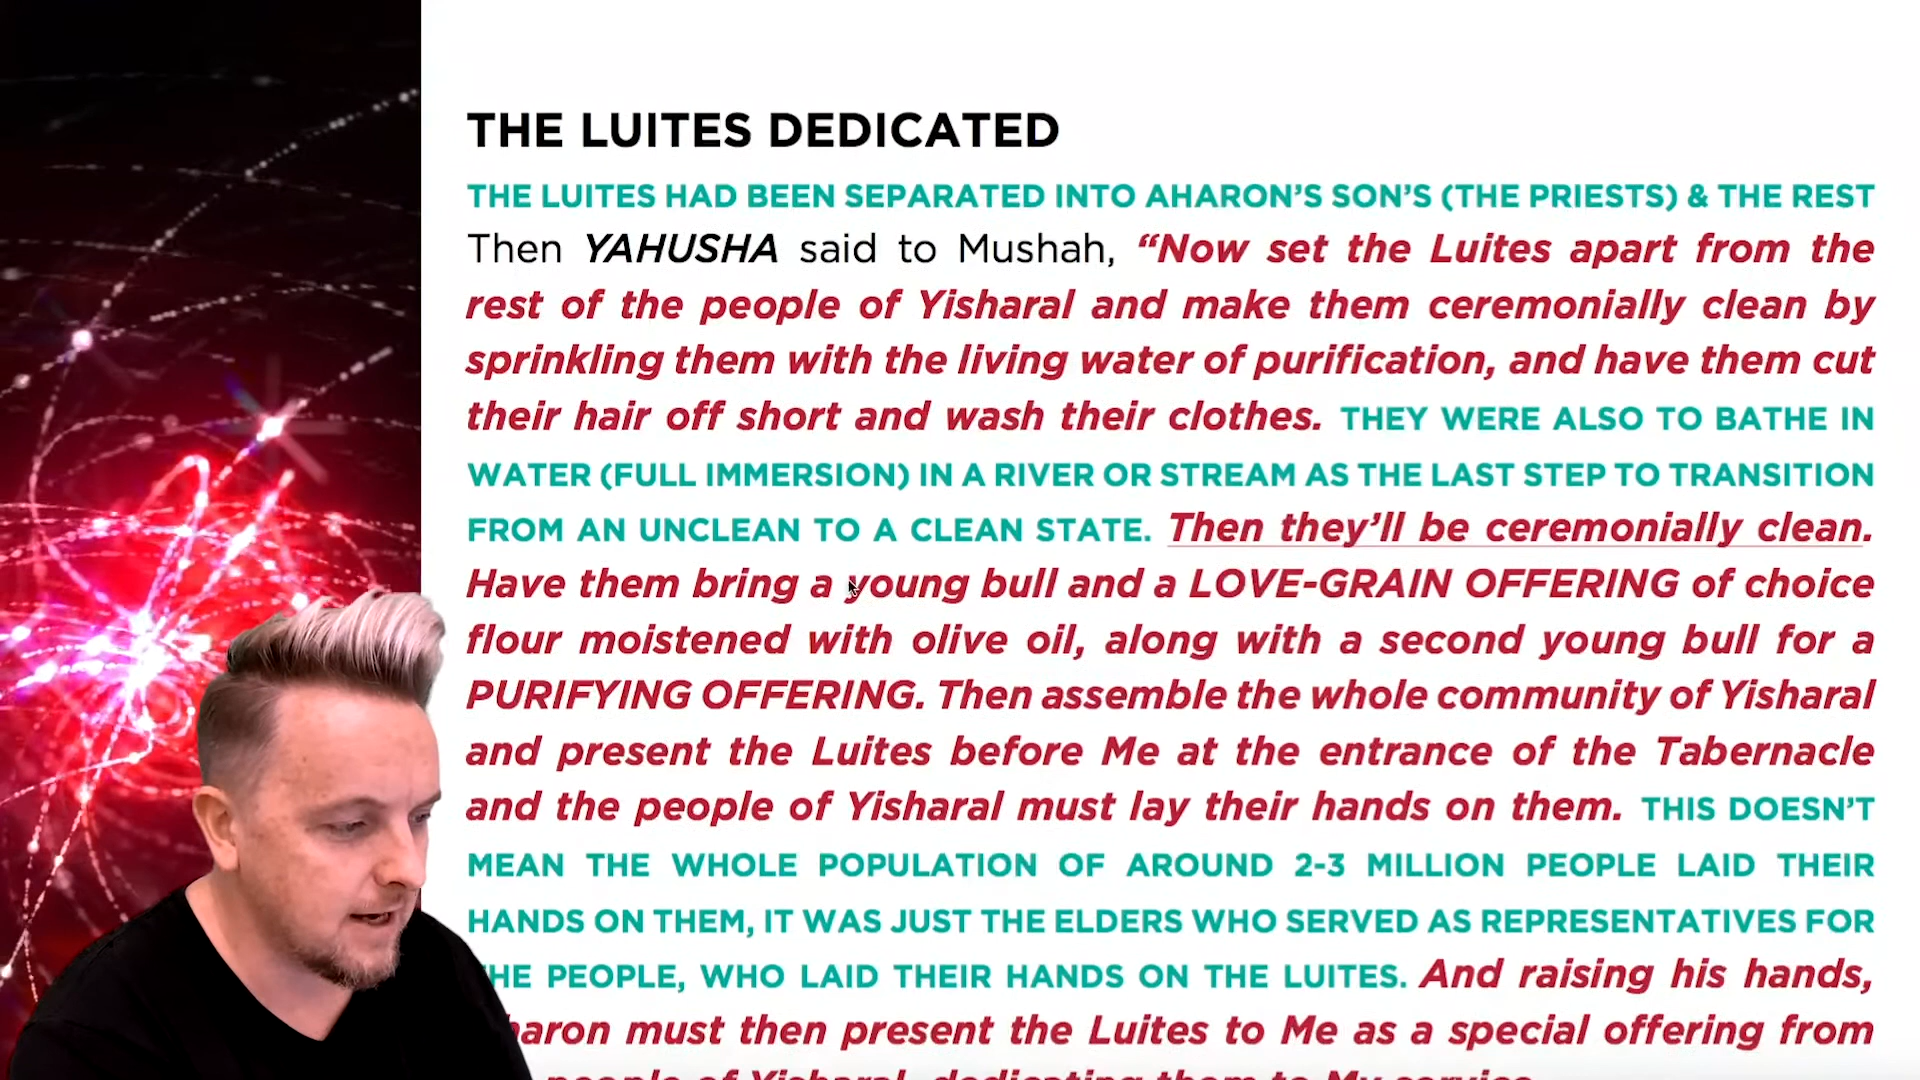 THE LUITES DEDICATED
THE LUITES HAD BEEN SEPARATED INTO AHARON’S SON’S (THE PRIESTS) & THE REST
Then YAHUSHA said to Mushah, “Now set the Luites apart from the
rest of the people of Yisharal and make them ceremonially clean by
sprinkling them with the living water of purification, and have them cut
their hair off short and wash their clothes. THEY WERE ALSO TO BATHE IN
WATER (FULL IMMERSION) IN A RIVER OR STREAM AS THE LAST STEP TO TRANSITION
FROM AN UNCLEAN TO A CLEAN STATE. Then they’ll be ceremonially clean.
Have them bring a young bull and a LOVE-GRAIN OFFERING of choice
flour moistened with olive oil, along with a second young bull for a
PURIFYING OFFERING. Then assemble the whole community of Yisharal
and present the Luites before Me at the entrance of the Tabernacle
and the people of Yisharal must lay their hands on them. THIS DOESN’T
MEAN THE WHOLE POPULATION OF AROUND 2-3 MILLION PEOPLE LAID THEIR
HANDS ON THEM, IT WAS JUST THE ELDERS WHO SERVED AS REPRESENTATIVES FOR
HE PEOPLE, WHO LAID THEIR HANDS ON THE LUITES. And raising his hands,
haron must then present the Luites to Me as a special offering from
people of Yisharal, dedicating them to My service.